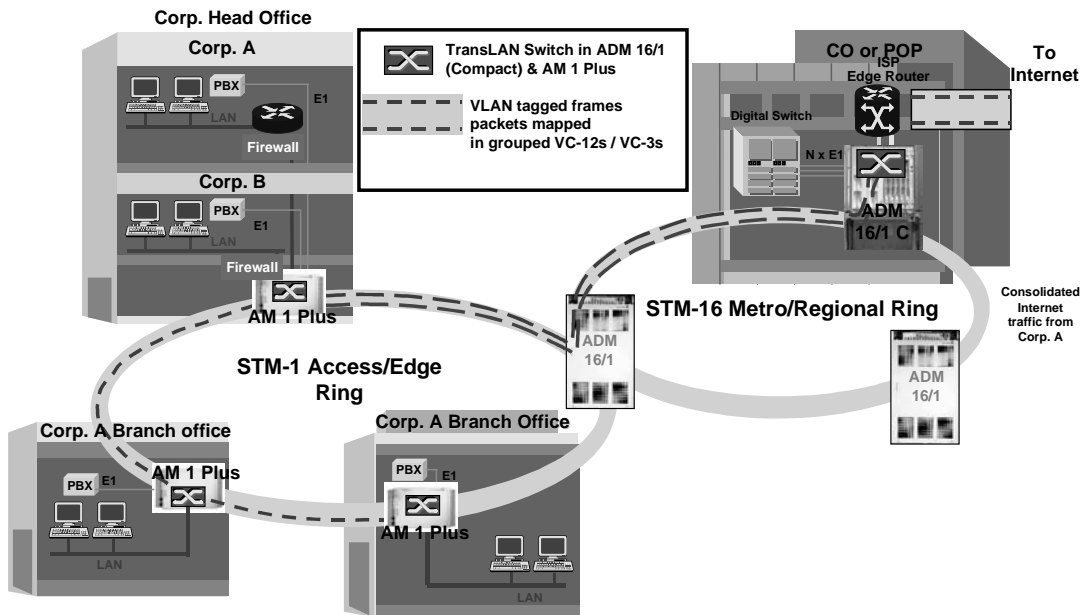 Corp. Head Office
Corp. A
PBX
E1
LAN
Firewall
Corp. B
PBX
E1
LAN
Firewall
AM 1 Plus
TransLAN Switch in ADM 16/1
(Compact) & AM 1 Plus
VLAN tagged frames
packets mapped
in grouped VC-12s / VC-3s
CO or POP
ISP
Edge Router
To
Internet
Digital Switch
N x E1
ADM
16/1 C
STM-16 Metro/Regional Ring
Consolidated
Internet
traffic from
Corp. A
ADM
16/1
ADM
16/1
STM-1 Access/Edge
Ring
Corp. A Branch office
AM 1 Plus
PBX
E1
LAN
Corp. A Branch Office
PBX
E1
AM 1 Plus
LAN